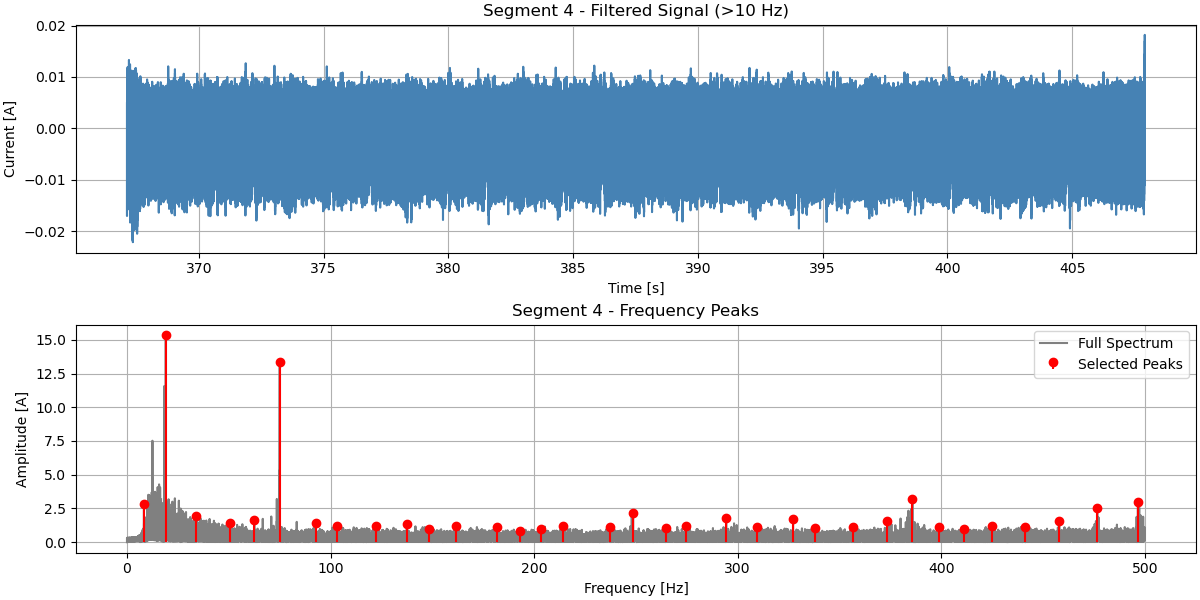 Segment 4 - Filtered Signal (>10 Hz)
0.02
0.01
0.00
−0.01
−0.02
Current [A]
370 375 380 385 390 395 400 405
Time [s]
Segment 4 - Frequency Peaks
15.0
12.5
10.0
7.5
5.0
2.5
0.0
Amplitude [A]
Full Spectrum
Selected Peaks
0 100 200 300 400 500
Frequency [Hz]